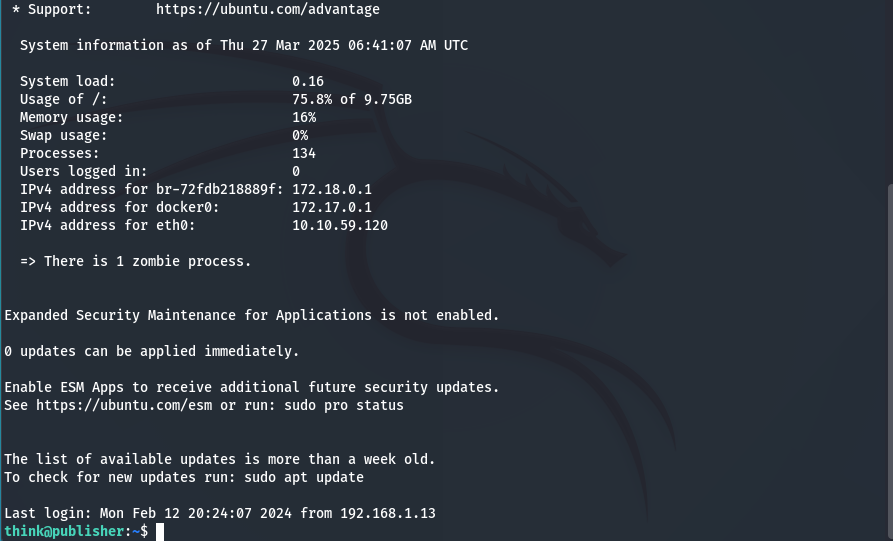 * Support:        https://ubuntu.com/advantage
System information as of Thu 27 Mar 2025 06:41:07 AM UTC
System load:                      0.16
Usage of /:                       75.8% of 9.75GB
Memory usage:                     16%
Swap usage:                       0%
Processes:                        134
Users logged in:                  0
IPv4 address for br-72fdb218889f: 172.18.0.1
IPv4 address for docker0:         172.17.0.1
IPv4 address for eth0:            10.10.59.120
=> There is 1 zombie process.
Expanded Security Maintenance for Applications is not enabled.
0 updates can be applied immediately.
Enable ESM Apps to receive additional future security updates.
See https://ubuntu.com/esm or run: sudo pro status
The list of available updates is more than a week old.
To check for new updates run: sudo apt update
Last login: Mon Feb 12 20:24:07 2024 from 192.168.1.13
think@publisher:~$